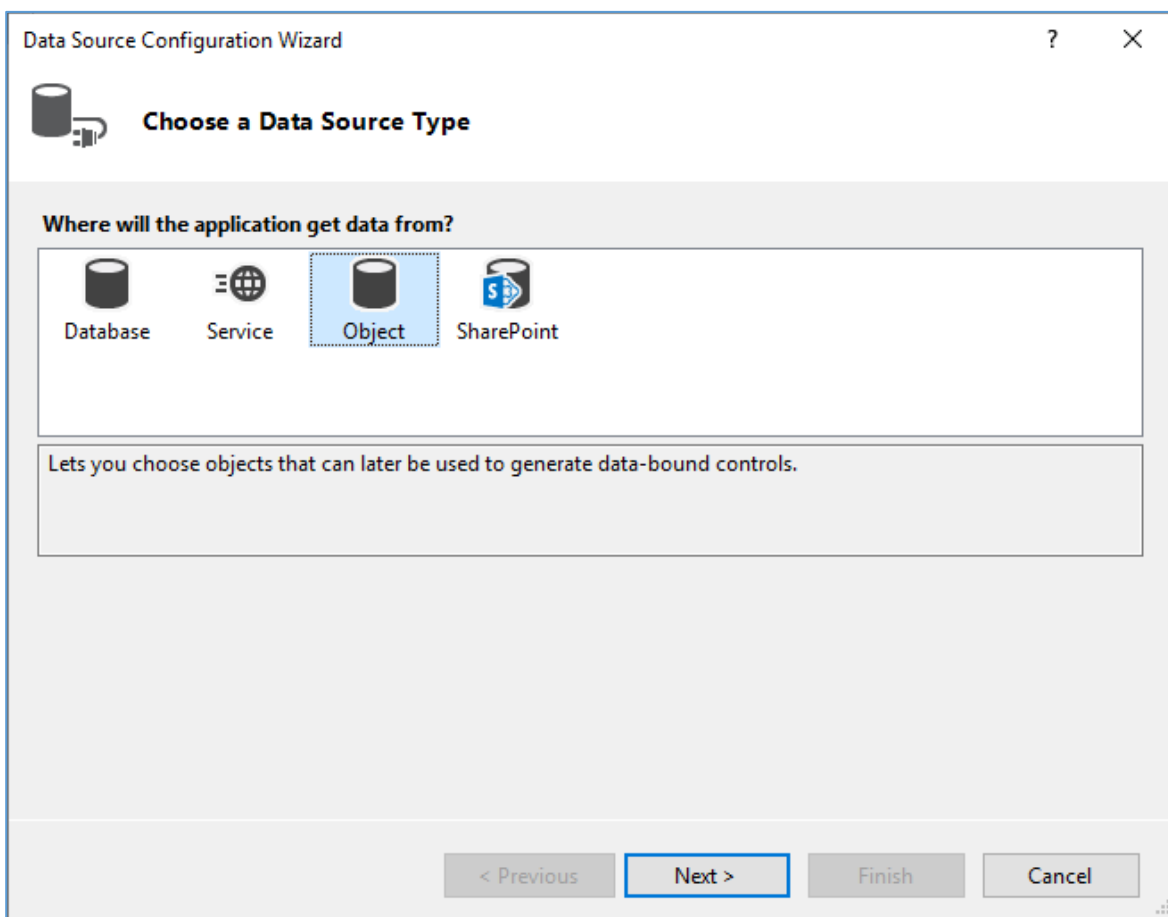 Data Source Configuration Wizard ?
Choose a Data Source Type
Where will the application get data from?
Database Service Object SharePoint
Lets you choose objects that can later be used to generate data-bound controls.
< Previous Next > Finish Cancel